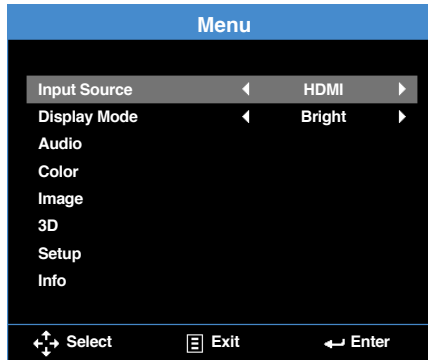 Menu
Input Source HDMI
Display Mode Bright
Audio
Color
Image
3D
Setup
Info
Select Exit Enter